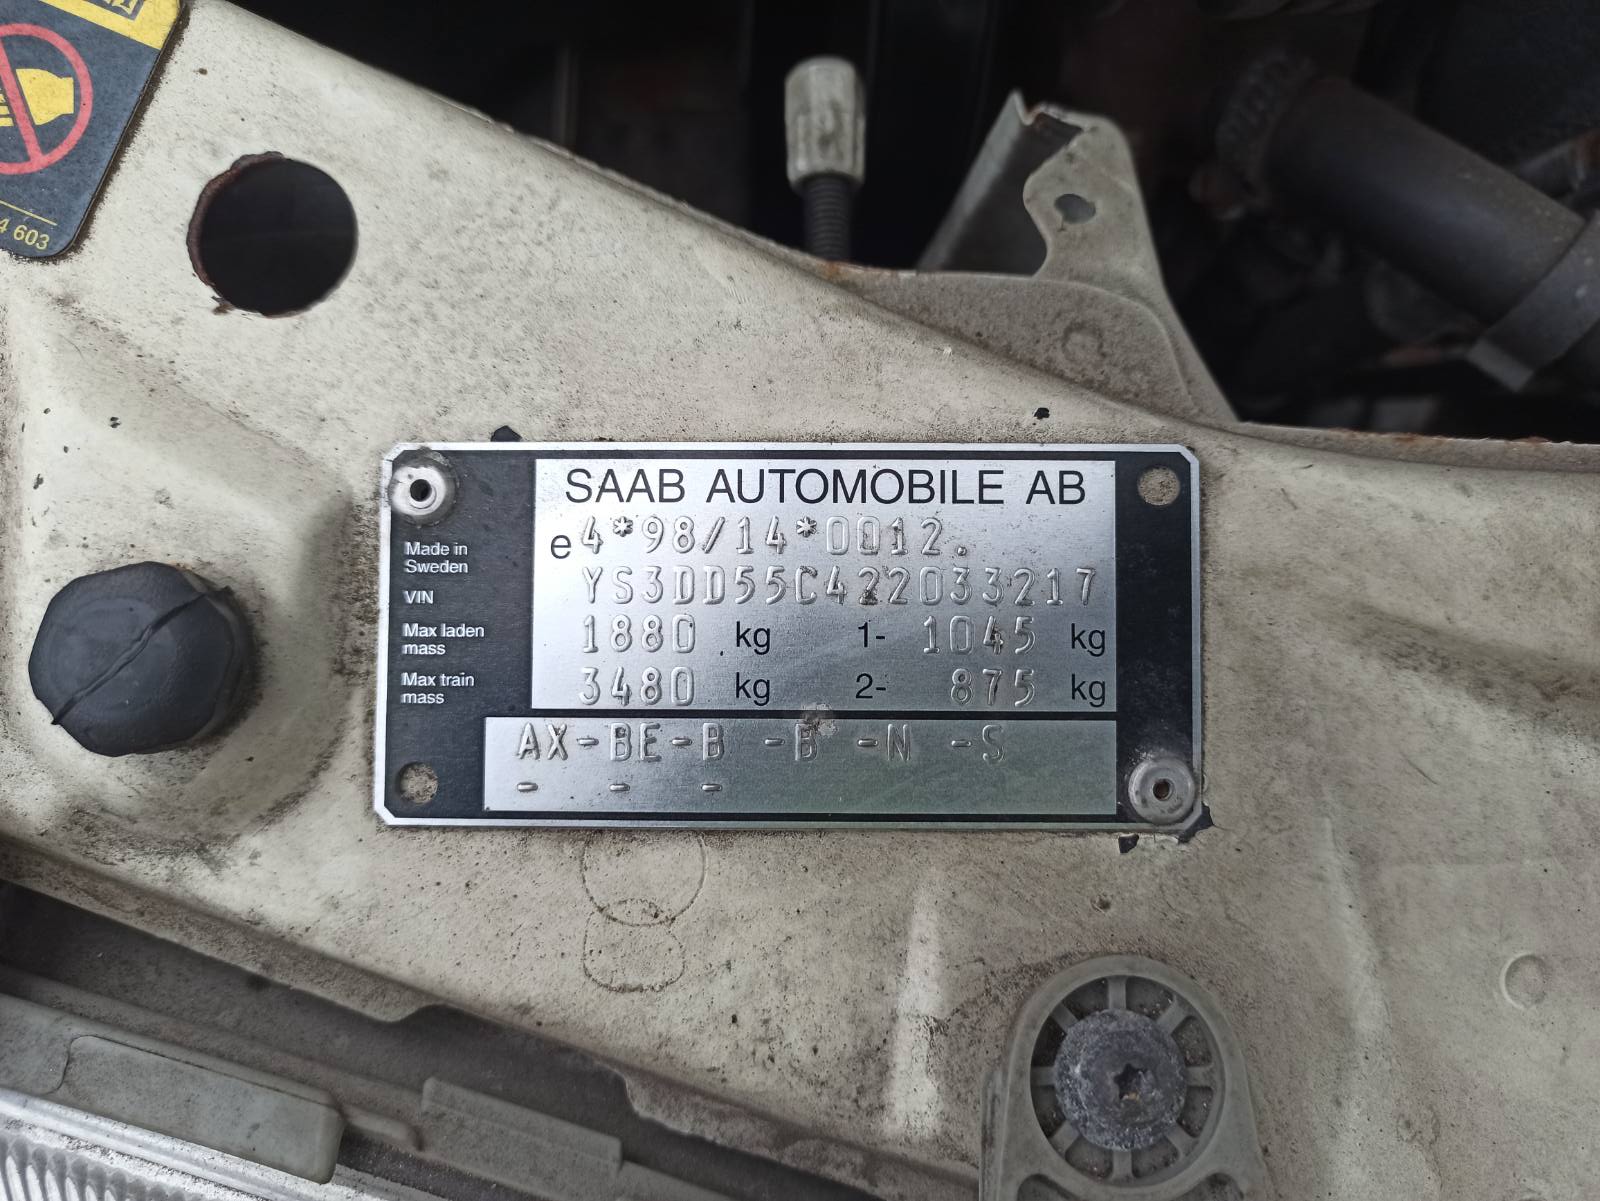 4 603
SAAB AUTOMOBILE AB
e4*98/14*0012.
Made in
Sweden
VIN YS3DD55C422033217
Max laden
mass 1880 kg 1- 1045 kg
Max train
mass 3480 kg 2- 875 kg
AX-BE-B -B -N -S
- - -